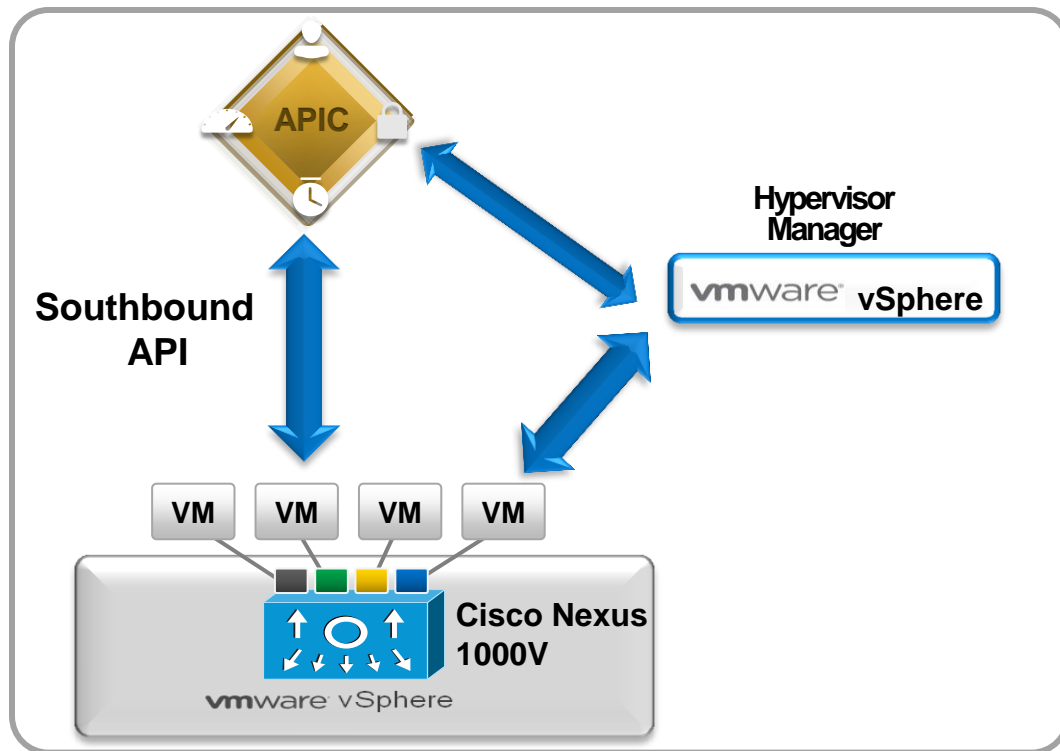 APIC
Hypervisor
Manager
vmware® vSphere
Southbound
API
VM VM VM VM
Cisco Nexus
1000V
vmware vSphere